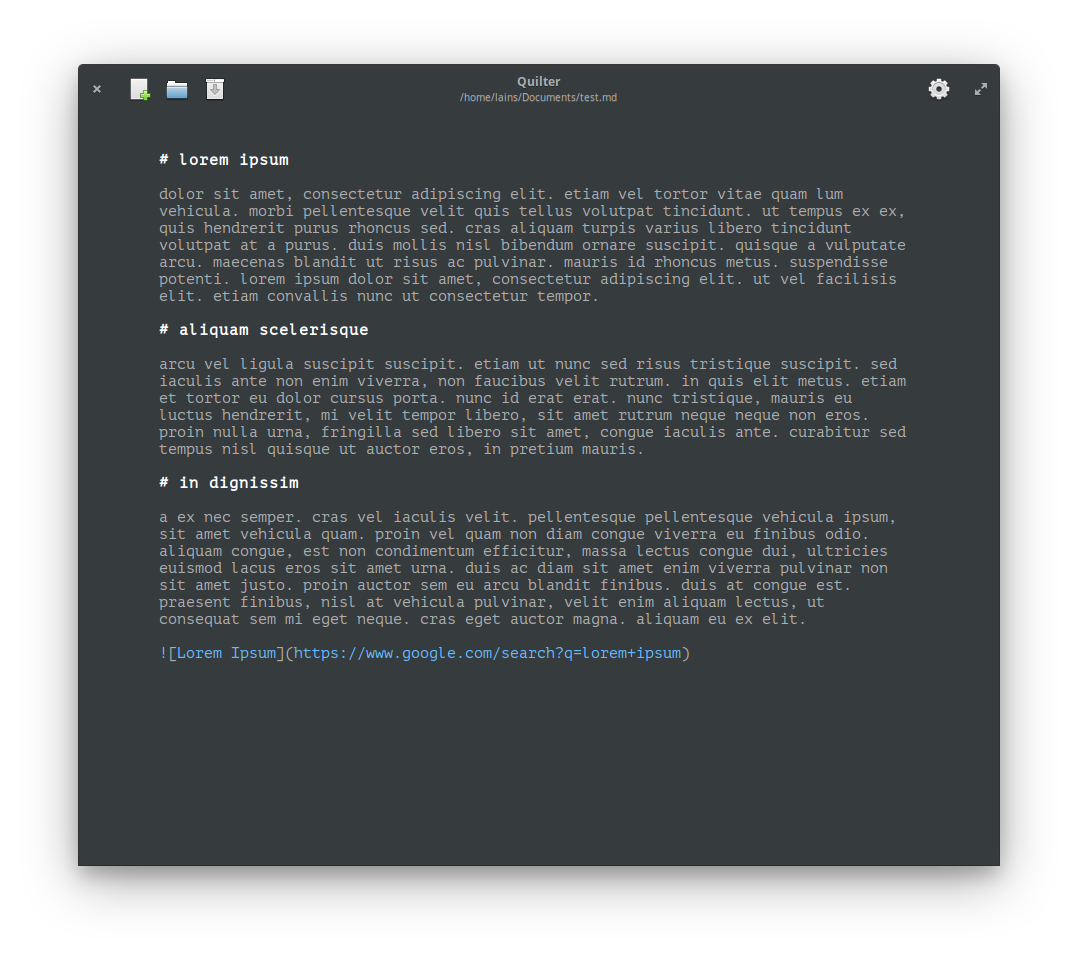 Quilter
/home/lains/Documents/test.md
# lorem ipsum
dolor sit amet, consectetur adipiscing elit. etiam vel tortor vitae quam lum
vehicula. morbi pellentesque velit quis tellus volutpat tincidunt. ut tempus ex ex,
quis hendrerit purus rhoncus sed. cras aliquam turpis varius libero tincidunt
volutpat at a purus. duis mollis nisl bibendum ornare suscipit. quisque a vulputate
arcu. maecenas blandit ut risus ac pulvinar. mauris id rhoncus metus. suspendisse
potenti. lorem ipsum dolor sit amet, consectetur adipiscing elit. ut vel facilisis
elit. etiam convallis nunc ut consectetur tempor.
# aliquam scelerisque
arcu vel ligula suscipit suscipit. etiam ut nunc sed risus tristique suscipit. sed
iaculis ante non enim viverra, non faucibus velit rutrum. in quis elit metus. etiam
et tortor eu dolor cursus porta. nunc id erat erat. nunc tristique, mauris eu
luctus hendrerit, mi velit tempor libero, sit amet rutrum neque neque non eros.
proin nulla urna, fringilla sed libero sit amet, congue iaculis ante. curabitur sed
tempus nisl quisque ut auctor eros, in pretium mauris.
# in dignissim
a ex nec semper. cras vel iaculis velit. pellentesque pellentesque vehicula ipsum,
sit amet vehicula quam. proin vel quam non diam congue viverra eu finibus odio.
aliquam congue, est non condimentum efficitur, massa lectus congue dui, ultricies
euismod lacus eros sit amet urna. duis ac diam sit amet enim viverra pulvinar non
sit amet justo. proin auctor sem eu arcu blandit finibus. duis at congue est.
praesent finibus, nisl at vehicula pulvinar, velit enim aliquam lectus, ut
consequat sem mi eget neque. cras eget auctor magna. aliquam eu ex elit.
![Lorem Ipsum](https://www.google.com/search?q=lorem+ipsum)